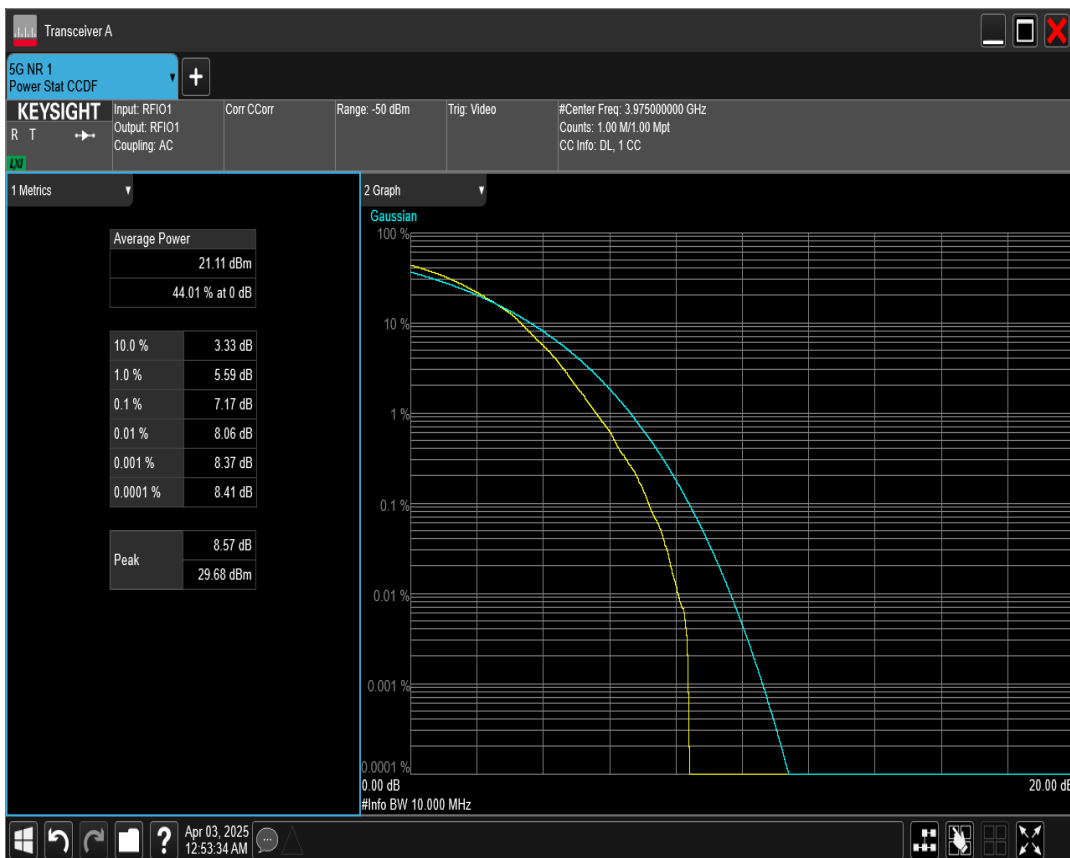 Transceiver A
5G NR 1
Power Stat CCDF
+
KEYSIGHT
R T
LXI
Input: RFIO1
Output: RFIO1
Coupling: AC
Corr CCorr
Range: -50 dBm
Trig: Video
#Center Freq: 3.975000000 GHz
Counts: 1.00 M/1.00 Mpt
CC Info: DL, 1 CC
1 Metrics
Average Power
21.11 dBm
44.01 % at 0 dB
10.0 % 3.33 dB
1.0 % 5.59 dB
0.1 % 7.17 dB
0.01 % 8.06 dB
0.001 % 8.37 dB
0.0001 % 8.41 dB
Peak 8.57 dB
29.68 dBm
2 Graph
Gaussian
100 %
10 %
1 %
0.1 %
0.01 %
0.001 %
0.0001 %
0.00 dB 20.00 dB
#Info BW 10.000 MHz
?
Apr 03, 2025
12:53:34 AM